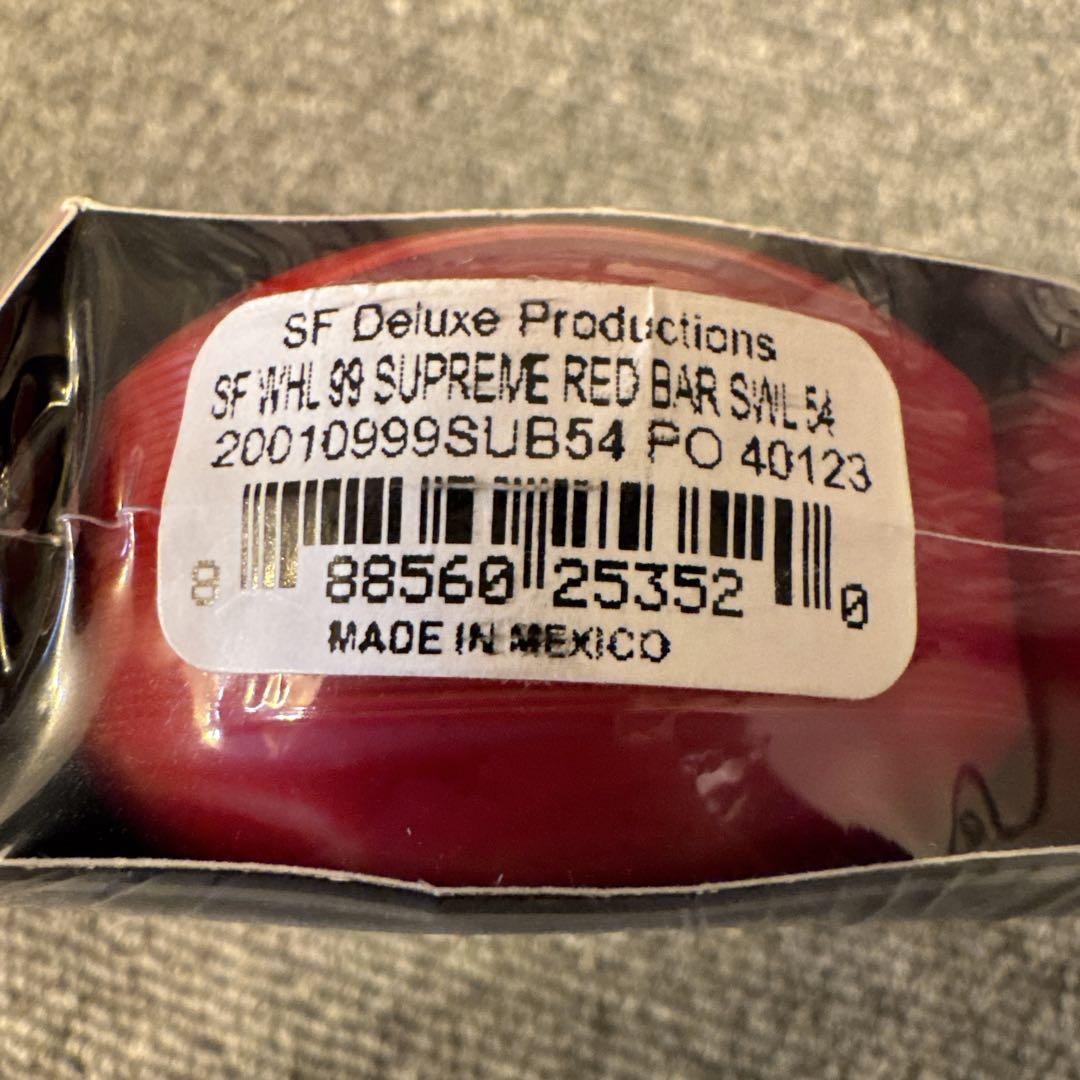 SF Deluxe Productions
SF WHL 99 SUPREME RED BAR SWL 54
20010999SUB54 PO 40123
8 88560 25352 0
MADE IN MEXICO